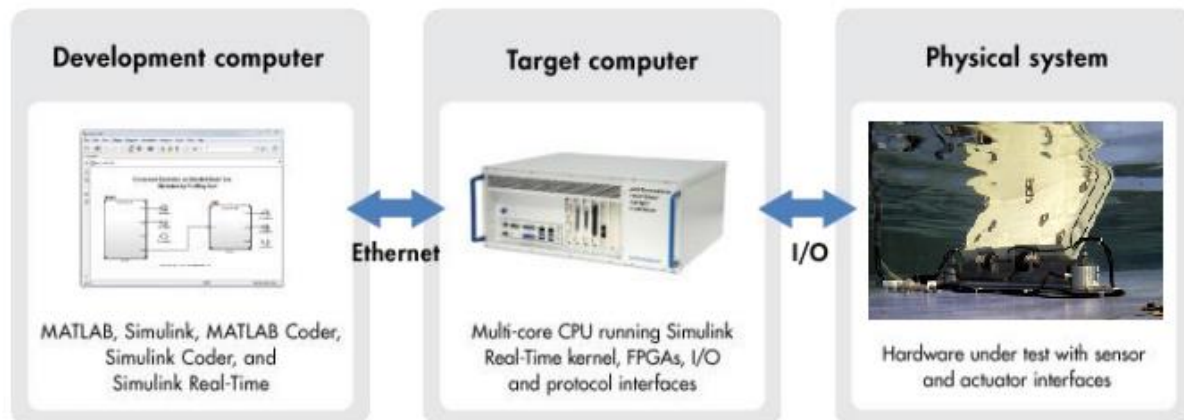 Development computer
MATLAB, Simulink, MATLAB Coder,
Simulink Coder, and
Simulink Real-Time
Ethernet
Target computer
Multi-core CPU running Simulink
Real-Time kernel, FPGAs, I/O
and protocol interfaces
I/O
Physical system
Hardware under test with sensor
and actuator interfaces